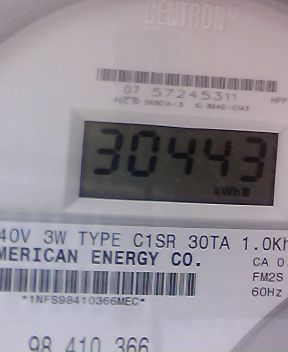 CENTRON®
07 57245311
30443
kWh
40V 3W TYPE C1SR 30TA 1.0Kh
MERICAN ENERGY CO.
CA 0
FM2S
*1NFS98410366MEC*
60Hz
98 410 366